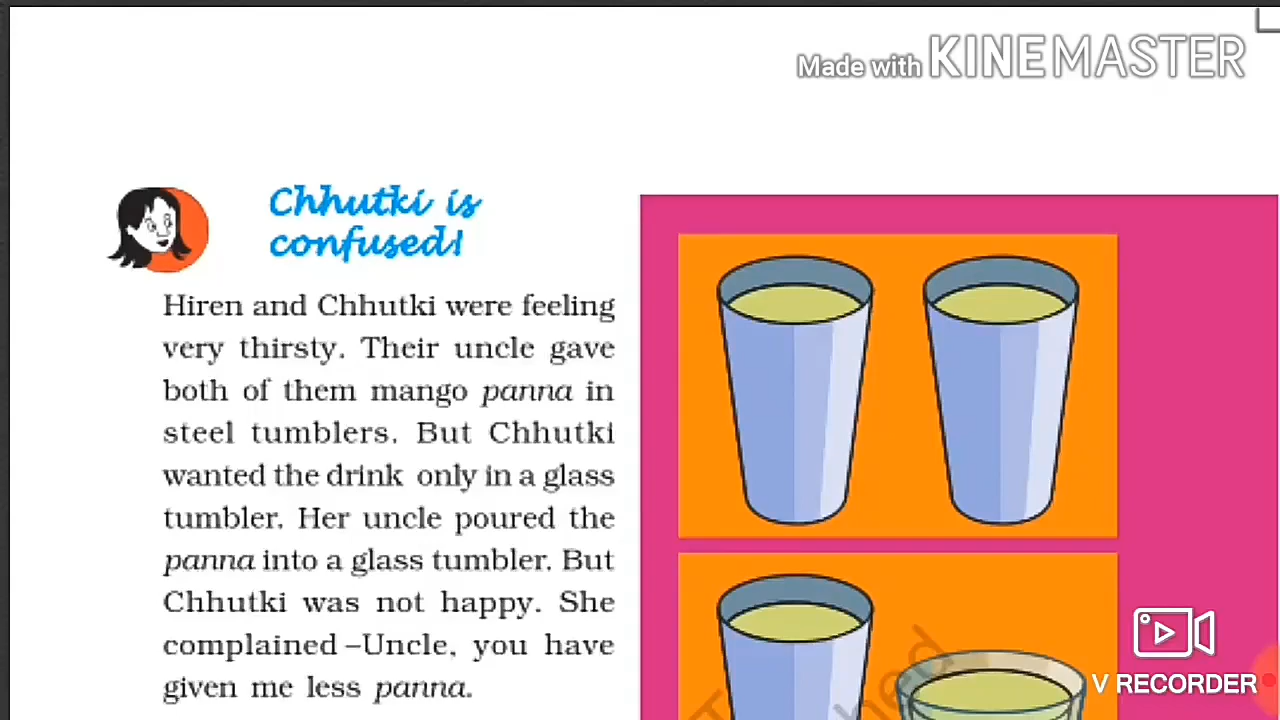 Made with KINEMASTER
Chhutki is
confused!
Hiren and Chhutki were feeling
very thirsty. Their uncle gave
both of them mango panna in
steel tumblers. But Chhutki
wanted the drink only in a glass
tumbler. Her uncle poured the
panna into a glass tumbler. But
Chhutki was not happy. She
complained –Uncle, you have
given me less panna.
V RECORDER